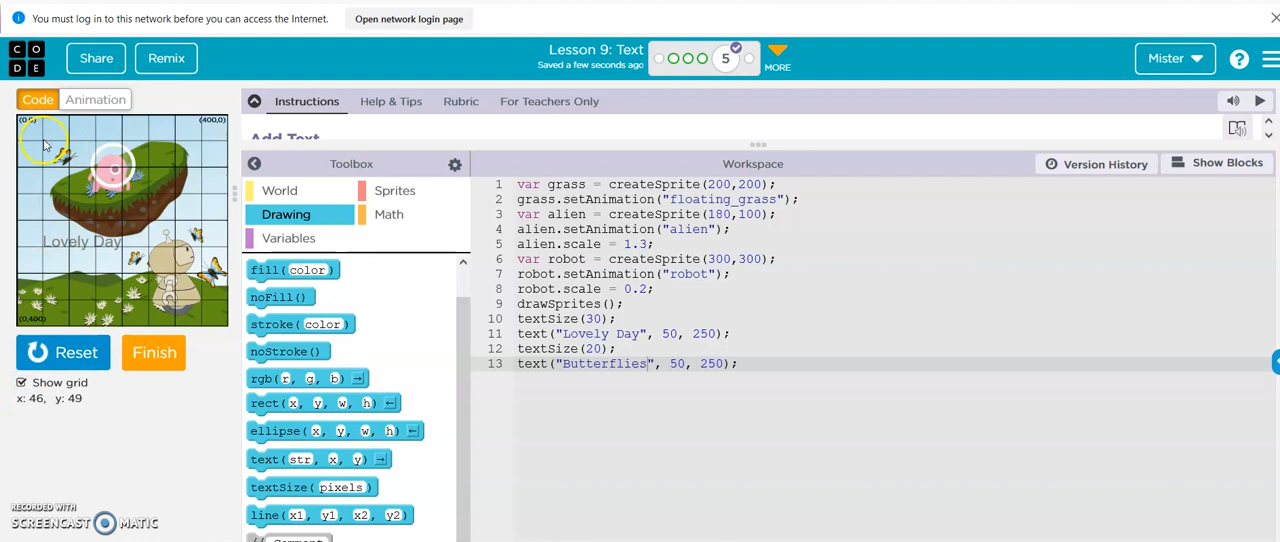 You must log in to this network before you can access the Internet.
Open network login page
C O
D E
Share
Remix
Lesson 9: Text
Saved a few seconds ago
5
MORE
Mister
Code
Animation
Instructions
Help & Tips
Rubric
For Teachers Only
(0,0)
(400,0)
Lovely Day
(0,400)
Reset
Finish
Show grid
x: 46, y: 49
RECORDED WITH
SCREENCAST MATIC
Add Text
Toolbox
Workspace
Version History
Show Blocks
World
Sprites
Drawing
Math
Variables
fill(color)
noFill()
stroke(color)
noStroke()
rgb(r, g, b)
rect(x, y, w, h)
ellipse(x, y, w, h)
text(str, x, y)
textSize(pixels)
line(x1, y1, x2, y2)
// Comment
1 var grass = createSprite(200,200);
2 grass.setAnimation("floating_grass");
3 var alien = createSprite(180,100);
4 alien.setAnimation("alien");
5 alien.scale = 1.3;
6 var robot = createSprite(300,300);
7 robot.setAnimation("robot");
8 robot.scale = 0.2;
9 drawSprites();
10 textSize(30);
11 text("Lovely Day", 50, 250);
12 textSize(20);
13 text("Butterflies", 50, 250);